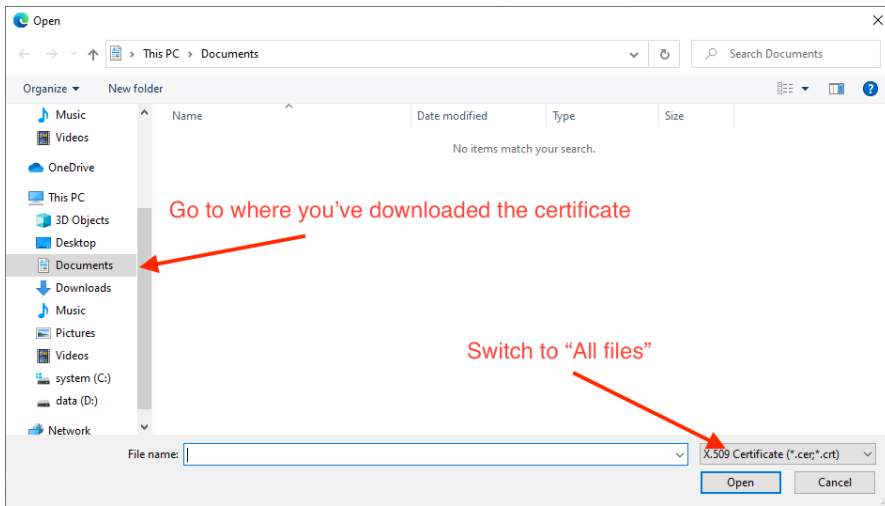 Open
This PC > Documents
Search Documents
Organize
New folder
Name
Date modified
Type
Size
No items match your search.
Music
Videos
OneDrive
This PC
3D Objects
Desktop
Documents
Downloads
Music
Pictures
Videos
system (C:)
data (D:)
Network
Go to where you’ve downloaded the certificate
Switch to “All files”
File name:
X.509 Certificate (*.cer;*.crt)
Open
Cancel